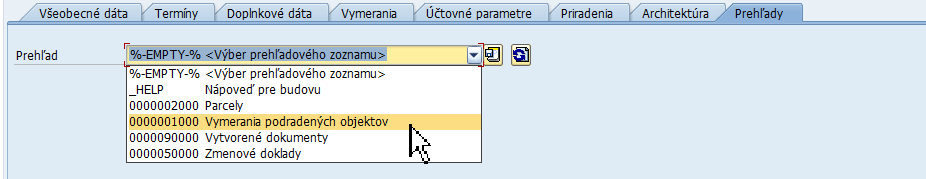 Všeobecné dáta Termíny Doplnkové dáta Vymerania Účtovné parametre Priradenia Architektúra Prehľady
Prehľad %-EMPTY-% <Výber prehľadového zoznamu>
%-EMPTY-% <Výber prehľadového zoznamu>
_HELP Nápoveď pre budovu
0000002000 Parcely
0000001000 Vymerania podradených objektov
0000090000 Vytvorené dokumenty
0000050000 Zmenové doklady